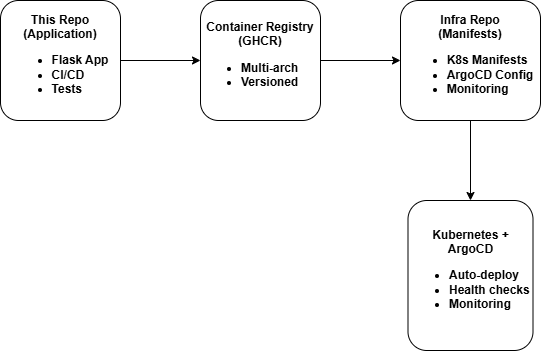 This Repo
(Application)
• Flask App
• CI/CD
• Tests
Container Registry
(GHCR)
• Multi-arch
• Versioned
Infra Repo
(Manifests)
• K8s Manifests
• ArgoCD Config
• Monitoring
Kubernetes +
ArgoCD
• Auto-deploy
• Health checks
• Monitoring